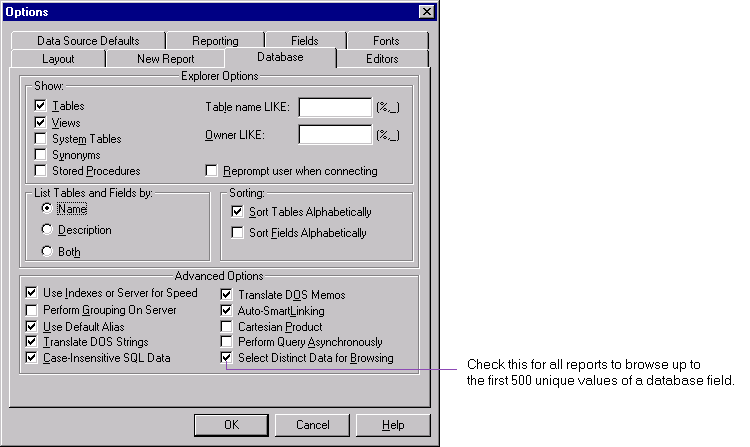 Options
Data Source Defaults Reporting Fields Fonts
Layout New Report Database Editors
Explorer Options
Show:
Tables
Views
System Tables
Synonyms
Stored Procedures
Table name LIKE: (%,_)
Owner LIKE: (%,_)
Reprompt user when connecting
List Tables and Fields by:
Name
Description
Both
Sorting:
Sort Tables Alphabetically
Sort Fields Alphabetically
Advanced Options
Use Indexes or Server for Speed
Perform Grouping On Server
Use Default Alias
Translate DOS Strings
Case-Insensitive SQL Data
Translate DOS Memos
Auto-SmartLinking
Cartesian Product
Perform Query Asynchronously
Select Distinct Data for Browsing
Check this for all reports to browse up to
the first 500 unique values of a database field.
OK Cancel Help